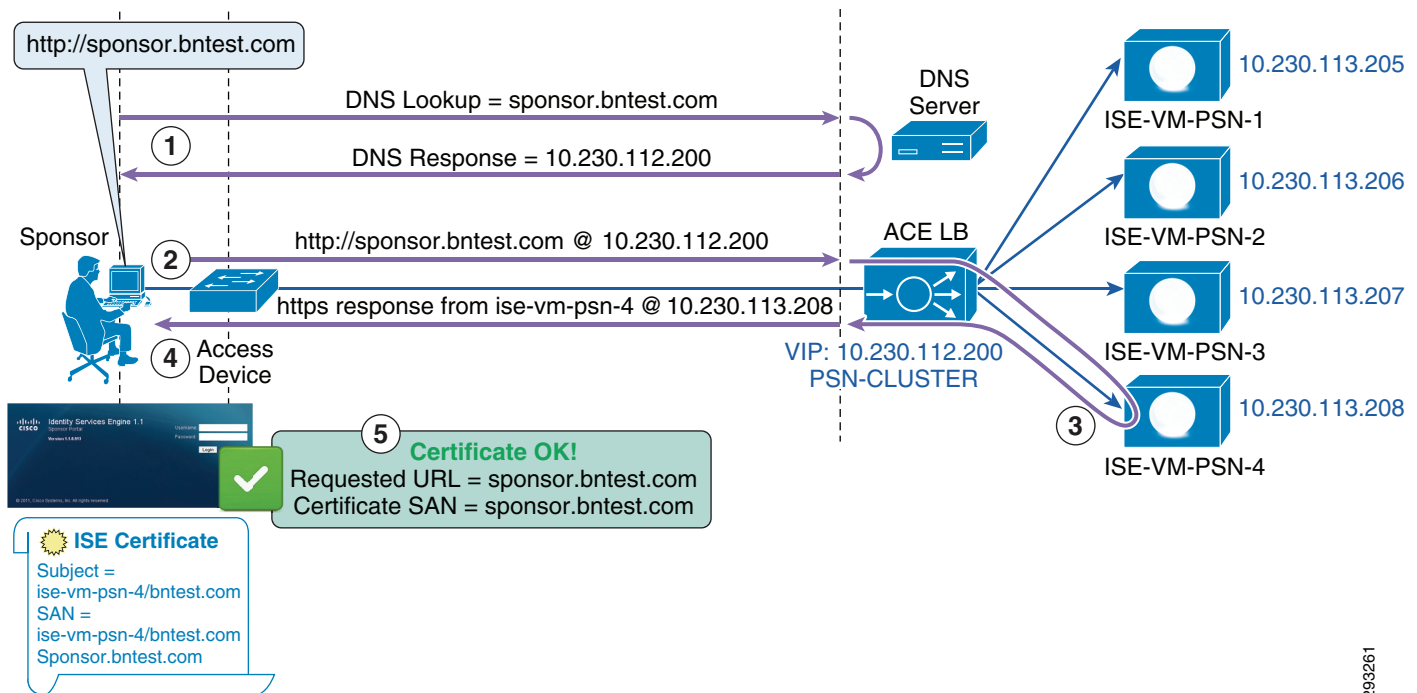 http://sponsor.bntest.com
DNS Lookup = sponsor.bntest.com
1
DNS Response = 10.230.112.200
DNS
Server
10.230.113.205
ISE-VM-PSN-1
10.230.113.206
ISE-VM-PSN-2
Sponsor
2
http://sponsor.bntest.com @ 10.230.112.200
ACE LB
10.230.113.207
ISE-VM-PSN-3
https response from ise-vm-psn-4 @ 10.230.113.208
4
Access
Device
VIP: 10.230.112.200
PSN-CLUSTER
3
10.230.113.208
ISE-VM-PSN-4
CISCO
Identity Services Engine 1.1
Sponsor Portal
Username
Password
Login
5
Certificate OK!
Requested URL = sponsor.bntest.com
Certificate SAN = sponsor.bntest.com
ISE Certificate
Subject =
ise-vm-psn-4/bntest.com
SAN =
ise-vm-psn-4/bntest.com
Sponsor.bntest.com
293261